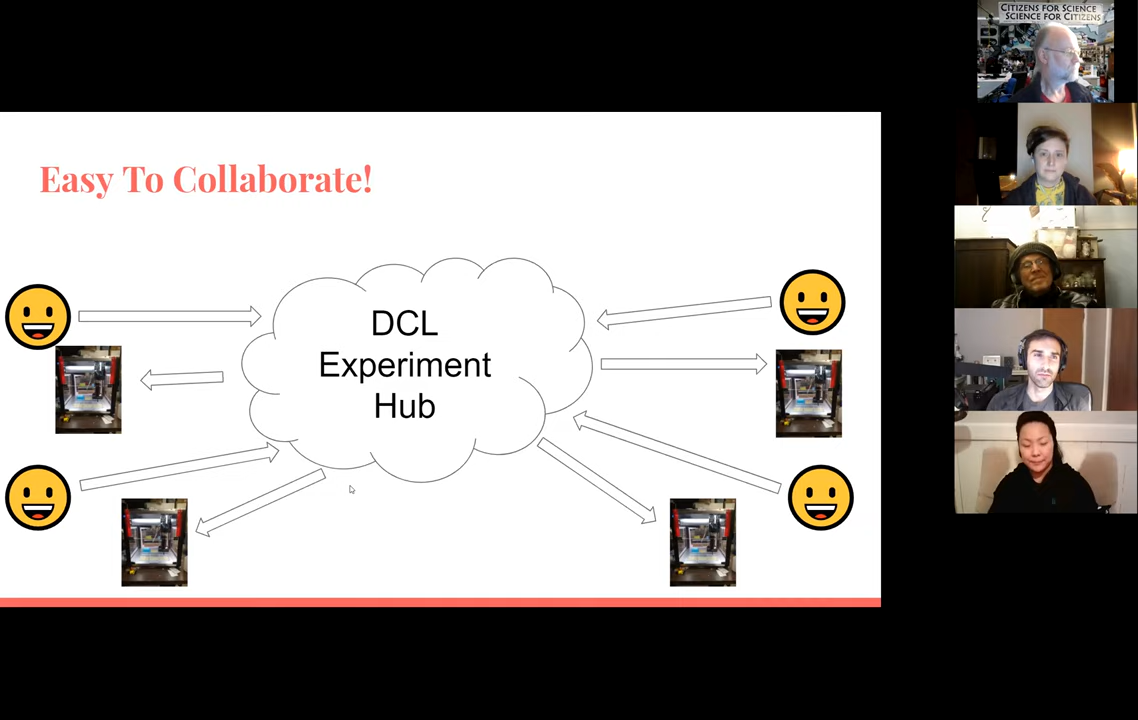 Easy To Collaborate!
DCL
Experiment
Hub
CITIZENS FOR SCIENCE
SCIENCE FOR CITIZENS